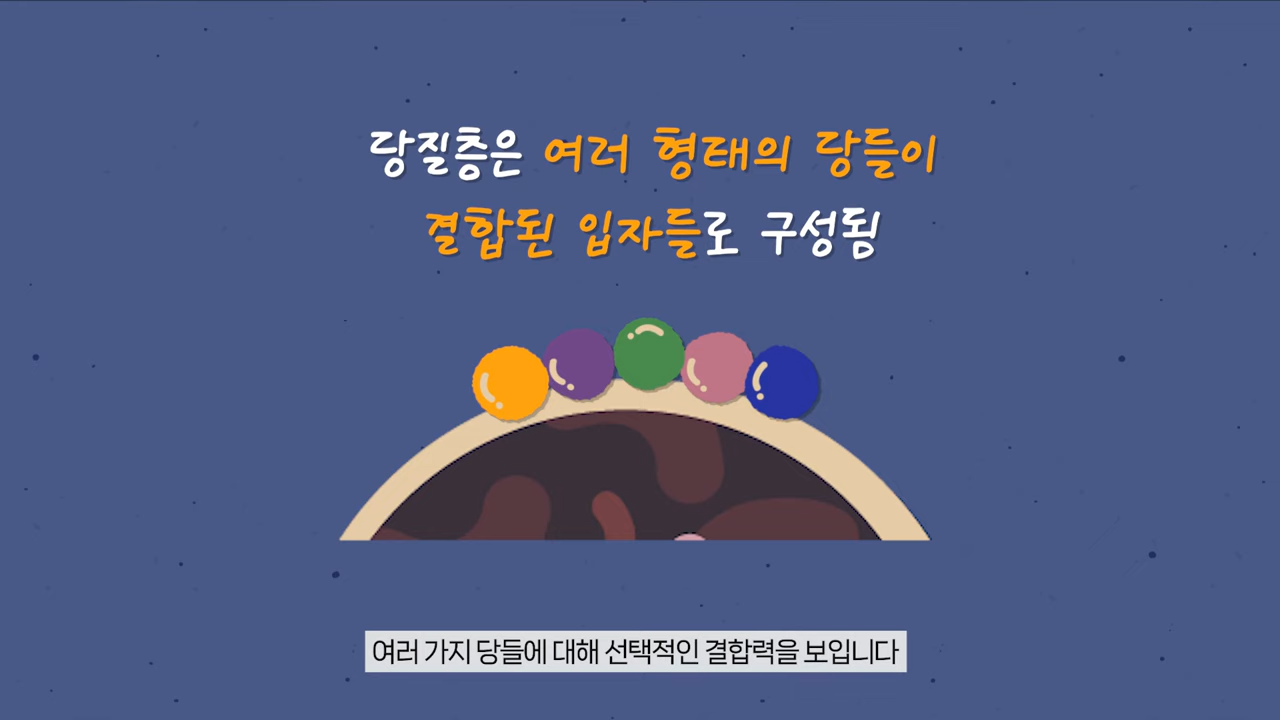 당질층은 여러 형태의 당들이
결합된 입자들로 구성됨
여러 가지 당들에 대해 선택적인 결합력을 보입니다